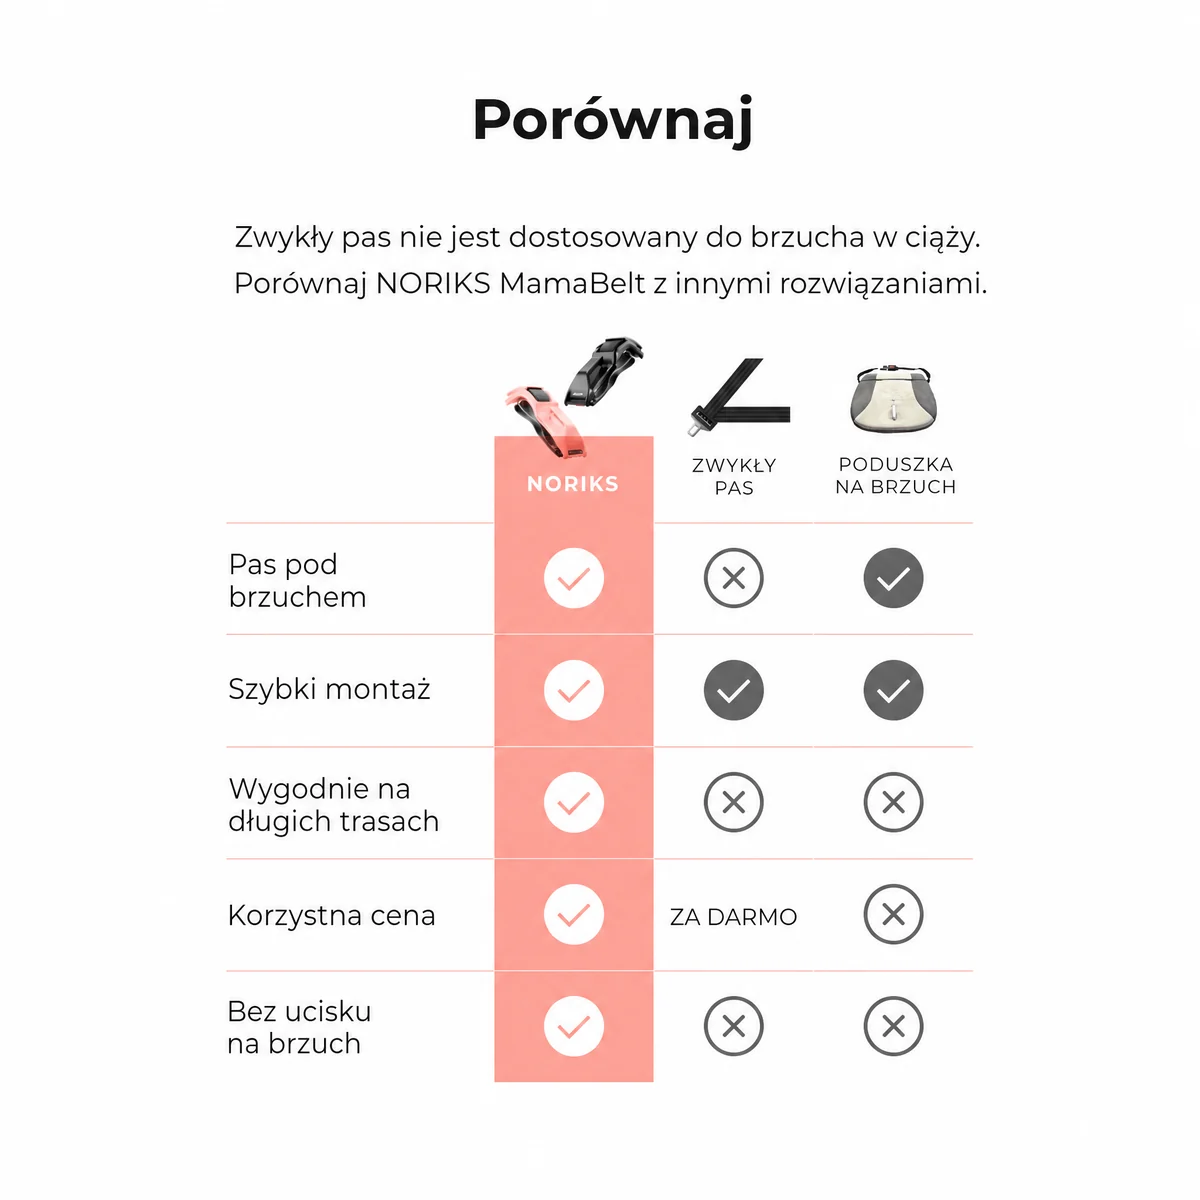 Porównaj
Zwykły pas nie jest dostosowany do brzucha w ciąży.
Porównaj NORIKS MamaBelt z innymi rozwiązaniami.
NORIKS
ZWYKŁY
PAS
PODUSZKA
NA BRZUCH
Pas pod
brzuchem
Szybki montaż
Wygodnie na
długich trasach
Korzystna cena
ZA DARMO
Bez ucisku
na brzuch